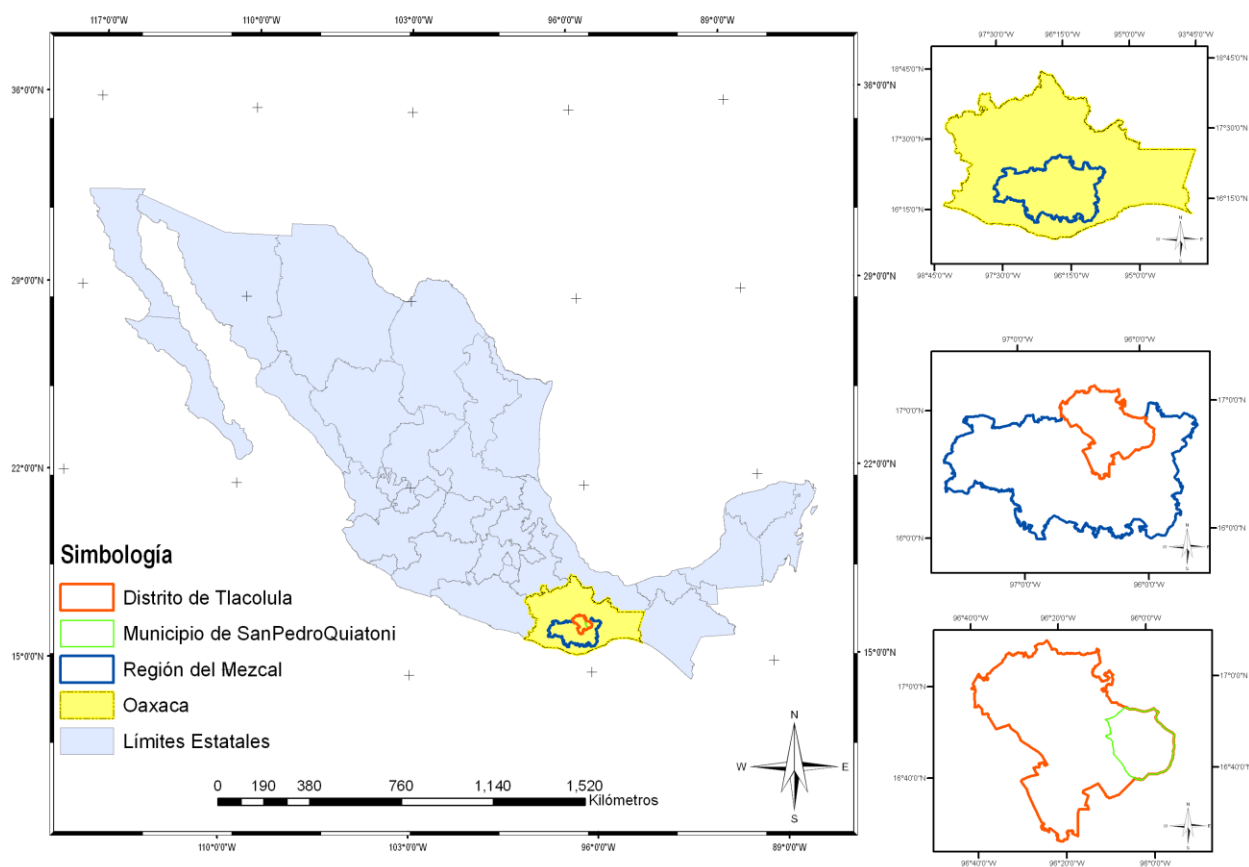 117°0'0"W 110°0'0"W 103°0'0"W 96°0'0"W 89°0'0"W
36°0'0"N 36°0'0"N
29°0'0"N 29°0'0"N
22°0'0"N 22°0'0"N
15°0'0"N 15°0'0"N
Simbología
Distrito de Tlacolula
Municipio de SanPedroQuiatoni
Región del Mezcal
Oaxaca
Límites Estatales
N
W E
S
0 190 380 760 1,140 1,520
Kilómetros
110°0'0"W 103°0'0"W 96°0'0"W 89°0'0"W
97°30'0"W 96°15'0"W 95°0'0"W 93°45'0"W
18°45'0"N 18°45'0"N
17°30'0"N 17°30'0"N
16°15'0"N 16°15'0"N
N
W E
S
98°45'0"W 97°30'0"W 96°15'0"W 95°0'0"W
97°0'0"W 96°0'0"W
17°0'0"N 17°0'0"N
16°0'0"N 16°0'0"N
N
W E
S
97°0'0"W 96°0'0"W
96°40'0"W 96°20'0"W 96°0'0"W
17°0'0"N 17°0'0"N
16°40'0"N 16°40'0"N
N
W E
S
96°40'0"W 96°20'0"W 96°0'0"W